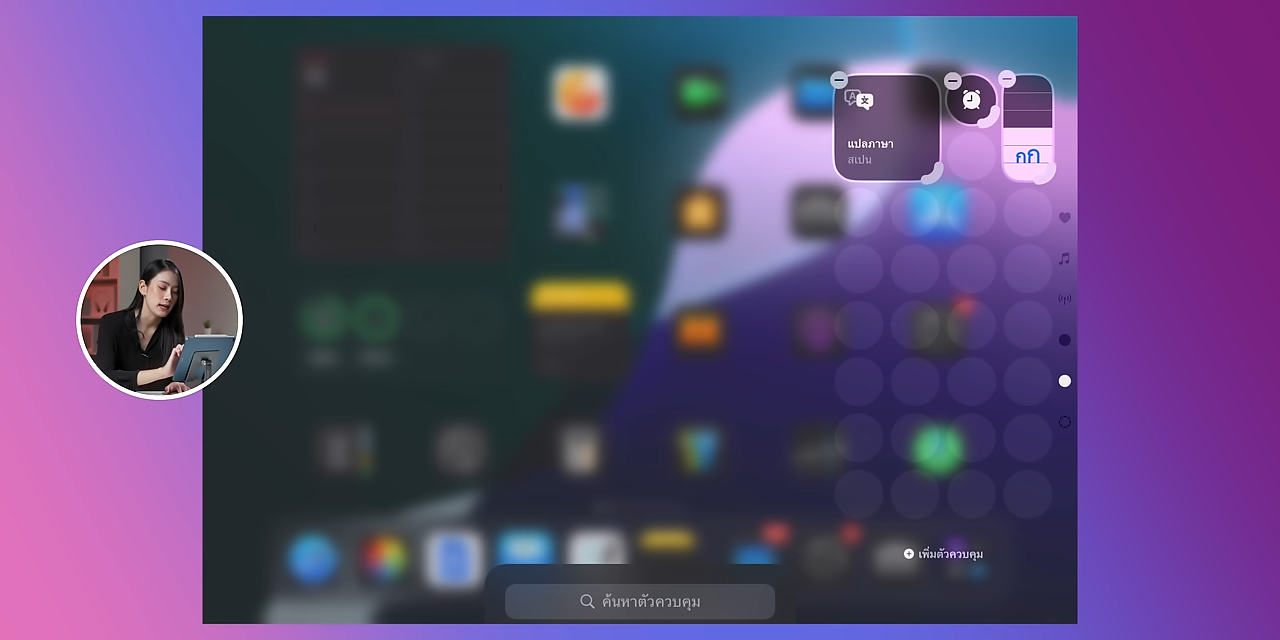 แปลภาษา
สเปน
กก
เพิ่มตัวควบคุม
ค้นหาตัวควบคุม